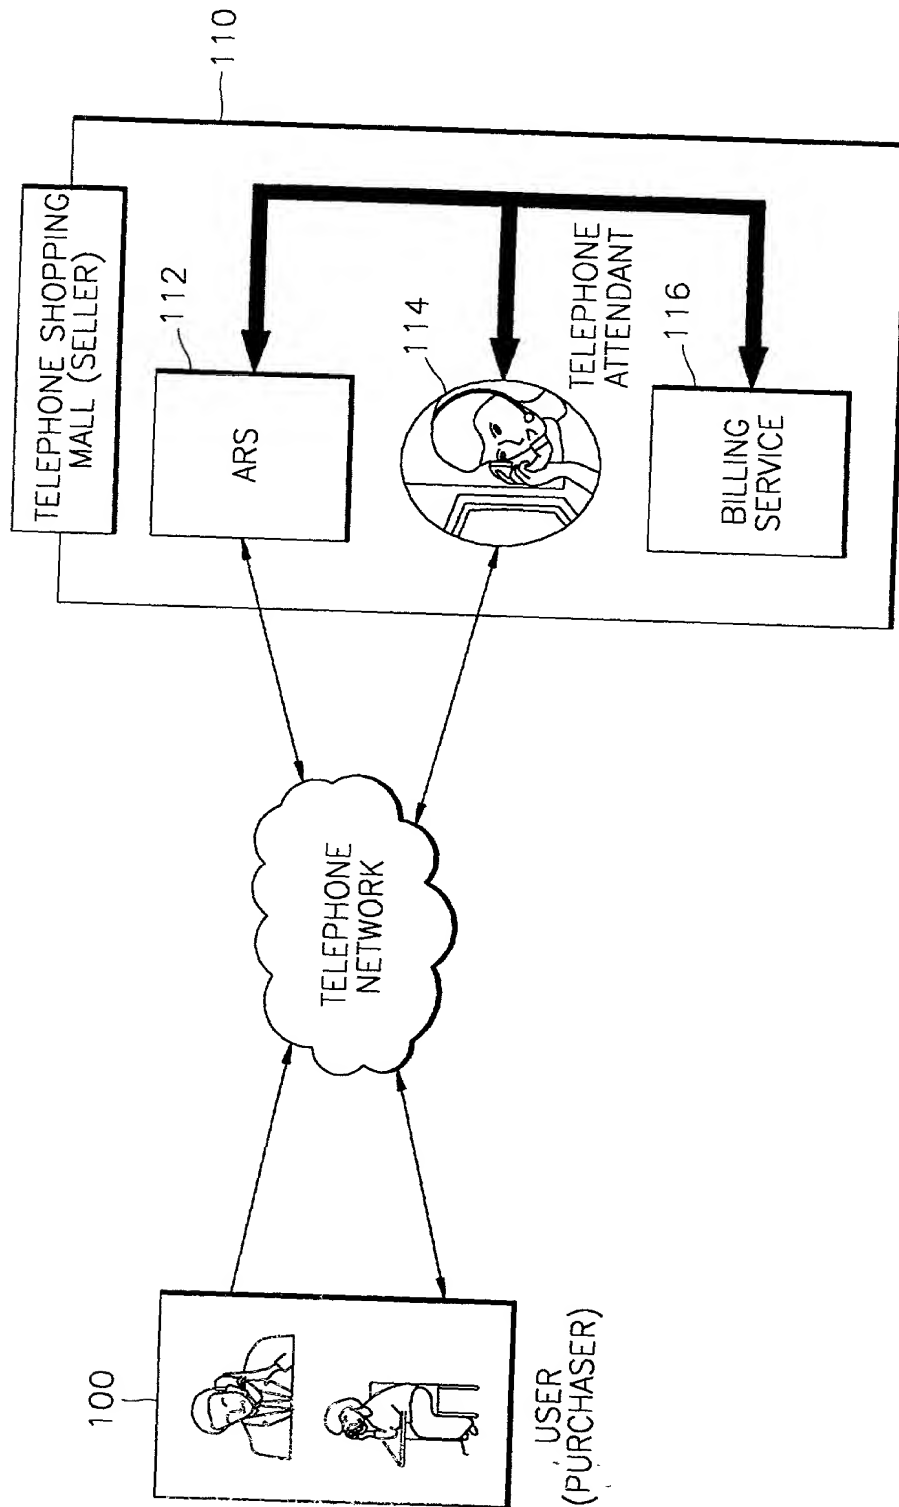 100
USER
(PURCHASER)
TELEPHONE
NETWORK
TELEPHONE SHOPPING
MALL (SELLER)
110
112
ARS
114
TELEPHONE
ATTENDANT
116
BILLING
SERVICE